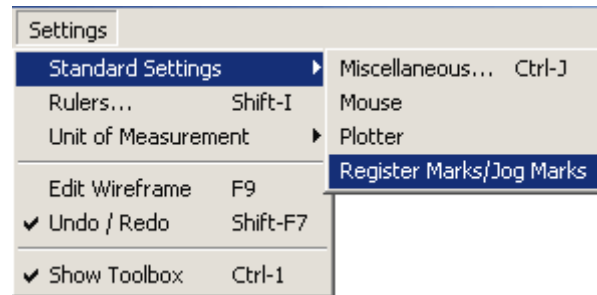 Settings
Standard Settings
Rulers... Shift-I
Unit of Measurement
Edit Wireframe F9
Undo / Redo Shift-F7
Show Toolbox Ctrl-1
Miscellaneous... Ctrl-J
Mouse
Plotter
Register Marks/Jog Marks